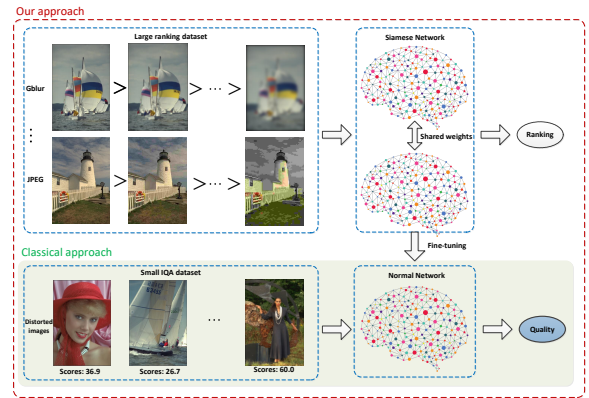 Our approach
Large ranking dataset
Siamese Network
Gblur
> > ... >
⋮
Shared weights
Ranking
JPEG
> > ... >
Fine-tuning
Classical approach
Small IQA dataset
Normal Network
Distorted
images
...
Quality
Scores: 36.9
Scores: 26.7
Scores: 60.0